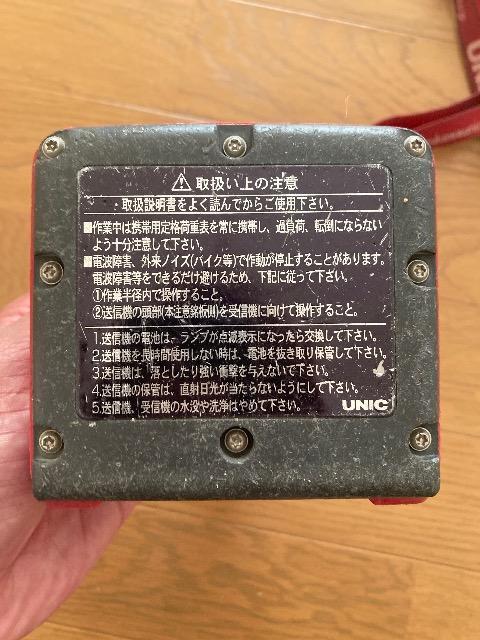 ⚠取扱い上の注意
取扱説明書をよく読んでからご使用下さい。
■作業中は携帯用定格荷重表を常に携帯し、過負荷、転倒にならない
よう十分注意して下さい。
■電波障害、外来ノイズ(バイク等)で作動が停止することがあります。
電波障害等をできるだけ避けるため、下記に従って下さい。
①作業半径内で操作すること。
②送信機の頭部(本注意銘板側)を受信機に向けて操作すること。
1.送信機の電池は、ランプが点滅表示になったら交換して下さい。
2.送信機を長時間使用しない時は、電池を抜き取り保管して下さい。
3.送信機は、落としたり強い衝撃を与えないで下さい。
4.送信機の保管は、直射日光が当たらないようにして下さい。
5.送信機、受信機の水没や洗浄はやめて下さい。
UNIC